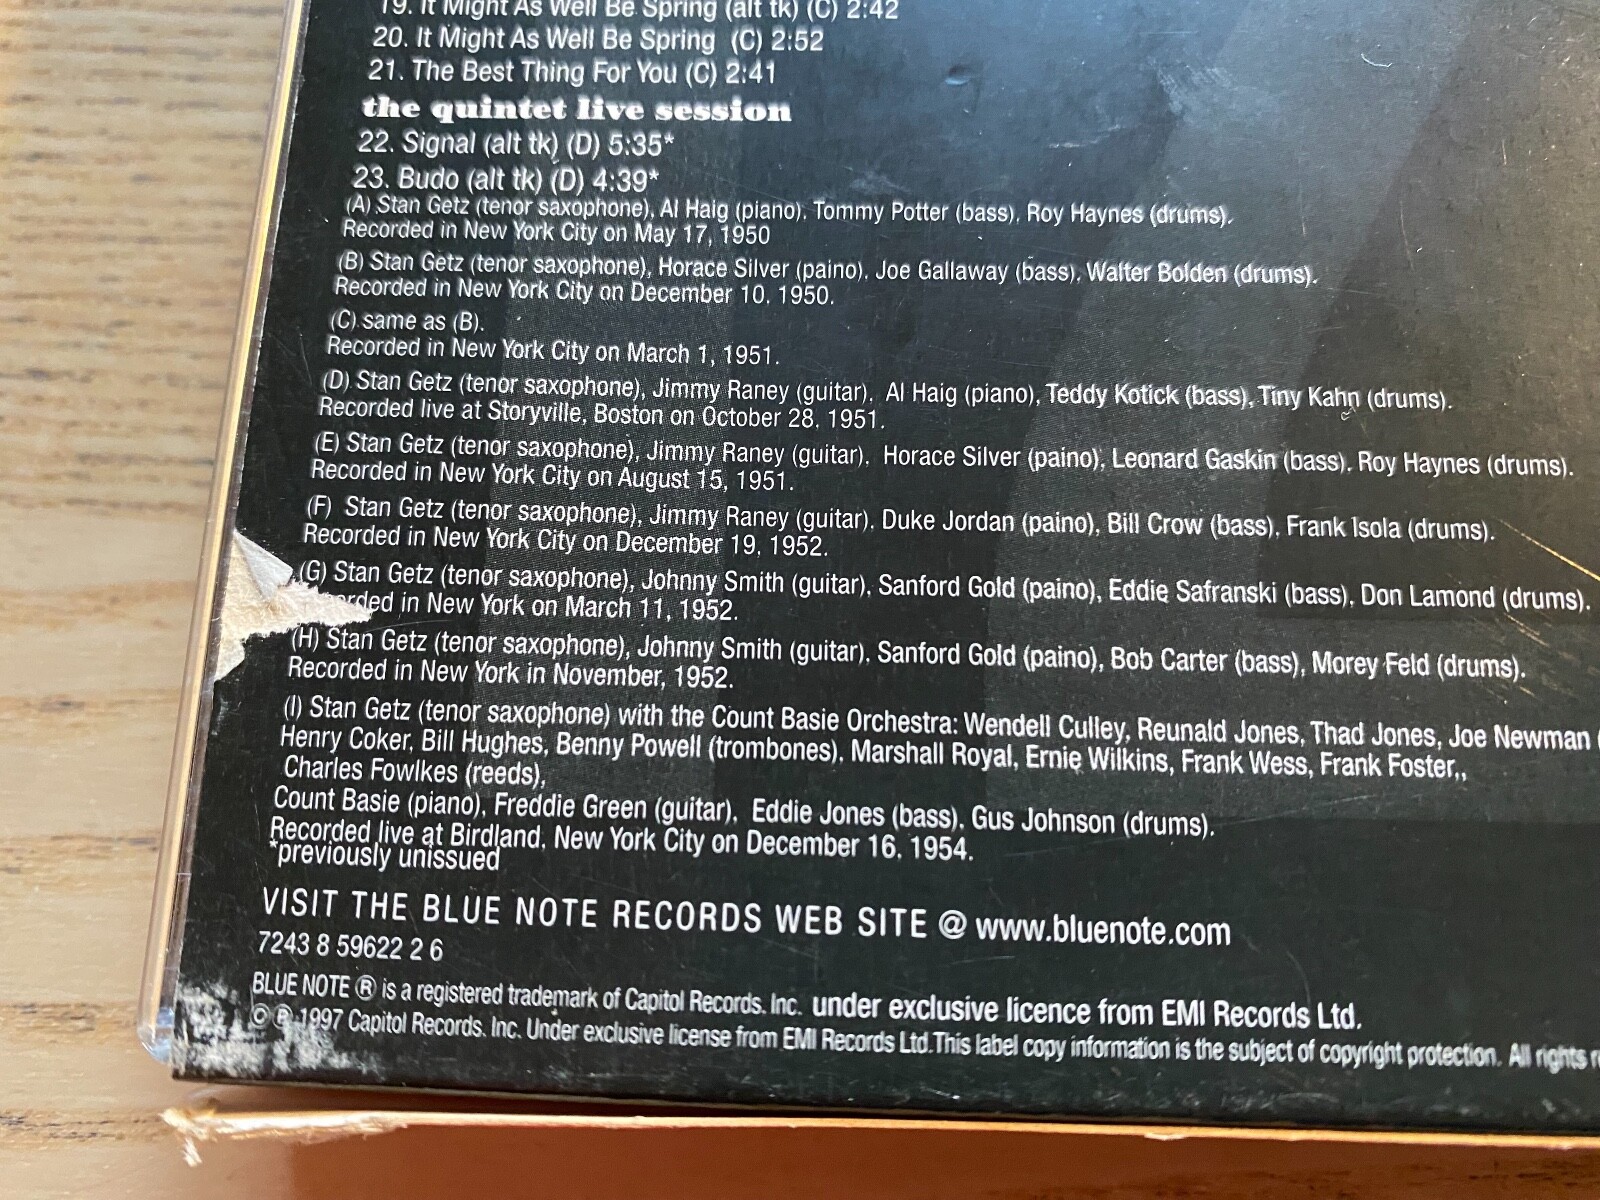 19. It Might As Well Be Spring (alt tk) (C) 2:42
20. It Might As Well Be Spring (C) 2:52
21. The Best Thing For You (C) 2:41
the quintet live session
22. Signal (alt tk) (D) 5:35*
23. Budo (alt tk) (D) 4:39*
(A) Stan Getz (tenor saxophone), Al Haig (piano), Tommy Potter (bass), Roy Haynes (drums).
Recorded in New York City on May 17, 1950
(B) Stan Getz (tenor saxophone), Horace Silver (paino), Joe Gallaway (bass), Walter Bolden (drums).
Recorded in New York City on December 10, 1950.
(C) same as (B).
Recorded in New York City on March 1, 1951.
(D) Stan Getz (tenor saxophone), Jimmy Raney (guitar), Al Haig (piano), Teddy Kotick (bass), Tiny Kahn (drums).
Recorded live at Storyville, Boston on October 28, 1951.
(E) Stan Getz (tenor saxophone), Jimmy Raney (guitar), Horace Silver (paino), Leonard Gaskin (bass), Roy Haynes (drums).
Recorded in New York City on August 15, 1951.
(F) Stan Getz (tenor saxophone), Jimmy Raney (guitar), Duke Jordan (paino), Bill Crow (bass), Frank Isola (drums).
Recorded in New York City on December 19, 1952.
(G) Stan Getz (tenor saxophone), Johnny Smith (guitar), Sanford Gold (paino), Eddie Safranski (bass), Don Lamond (drums).
orded in New York on March 11, 1952.
(H) Stan Getz (tenor saxophone), Johnny Smith (guitar), Sanford Gold (paino), Bob Carter (bass), Morey Feld (drums).
Recorded in New York in November, 1952.
(I) Stan Getz (tenor saxophone) with the Count Basie Orchestra: Wendell Culley, Reunald Jones, Thad Jones, Joe Newman (
Henry Coker, Bill Hughes, Benny Powell (trombones), Marshall Royal, Ernie Wilkins, Frank Wess, Frank Foster,,
Charles Fowlkes (reeds),
Count Basie (piano), Freddie Green (guitar), Eddie Jones (bass), Gus Johnson (drums).
Recorded live at Birdland, New York City on December 16, 1954.
*previously unissued
VISIT THE BLUE NOTE RECORDS WEB SITE @ www.bluenote.com
7243 8 59622 2 6
BLUE NOTE ® is a registered trademark of Capitol Records, Inc. under exclusive licence from EMI Records Ltd.
© ℗ 1997 Capitol Records, Inc. Under exclusive license from EMI Records Ltd.This label copy information is the subject of copyright protection. All rights